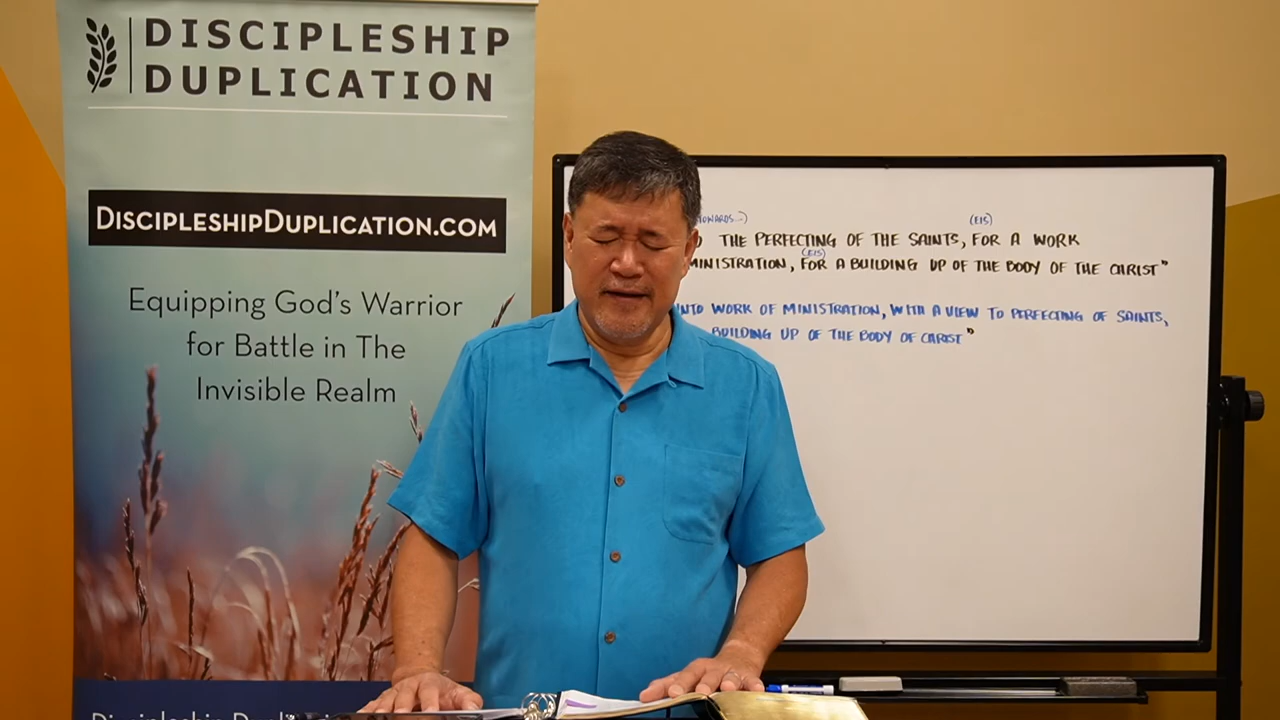 DISCIPLESHIP
DUPLICATION
DISCIPLESHIPDUPLICATION.COM
Equipping God's Warrior
for Battle in The
Invisible Realm
(EIS)
THE PERFECTING OF THE SAINTS, FOR A WORK
(EIS)
MINISTRATION, FOR A BUILDING UP OF THE BODY OF THE CHRIST"
INTO WORK OF MINISTRATION, WITH A VIEW TO PERFECTING OF SAINTS,
BUILDING UP OF THE BODY OF CHRIST"